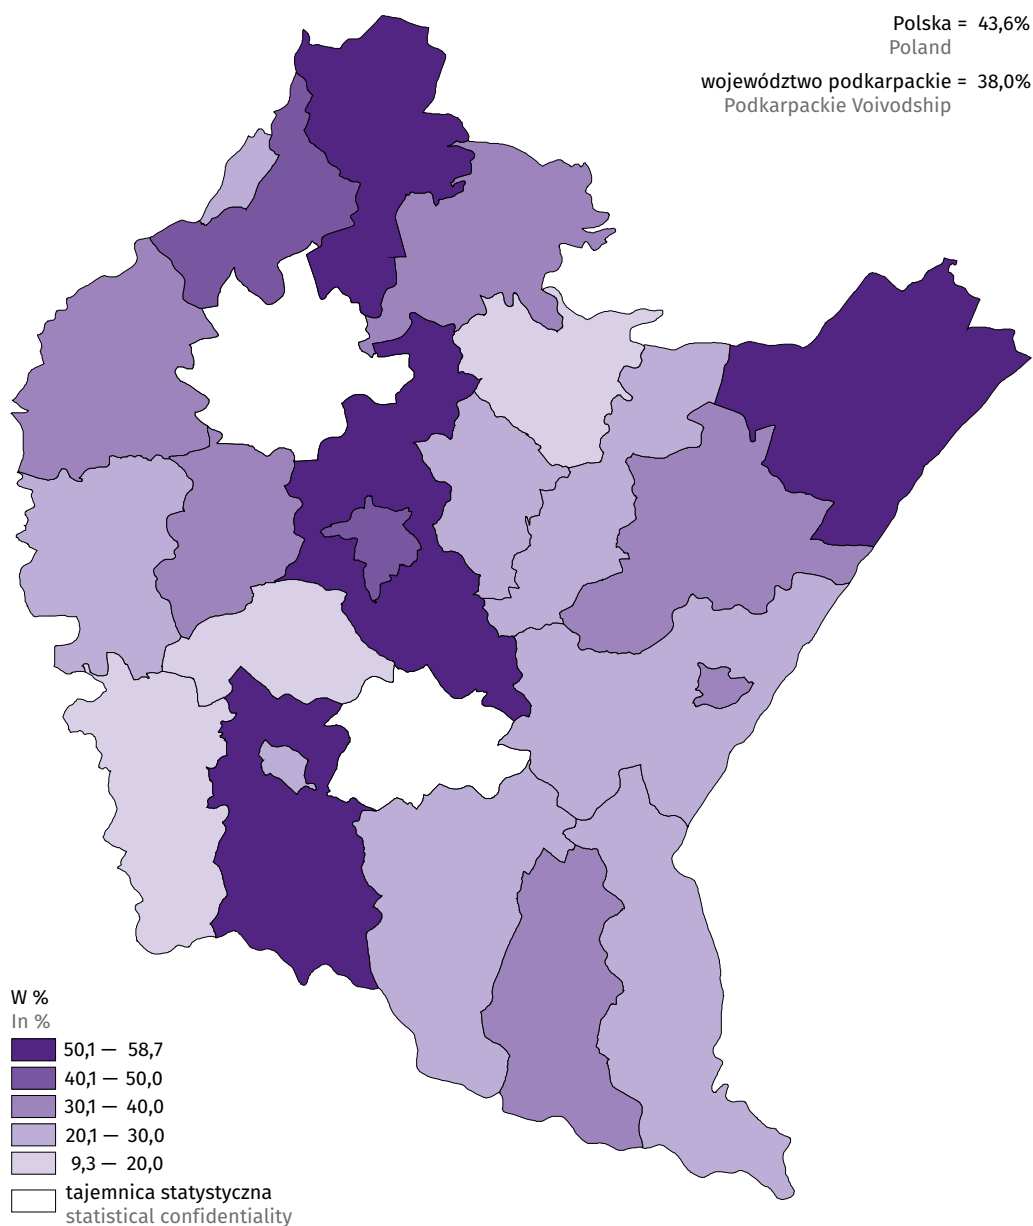 Polska = 43,6%
Poland
województwo podkarpackie = 38,0%
Podkarpackie Voivodship
W %
In %
50,1 — 58,7
40,1 — 50,0
30,1 — 40,0
20,1 — 30,0
9,3 — 20,0
tajemnica statystyczna
statistical confidentiality